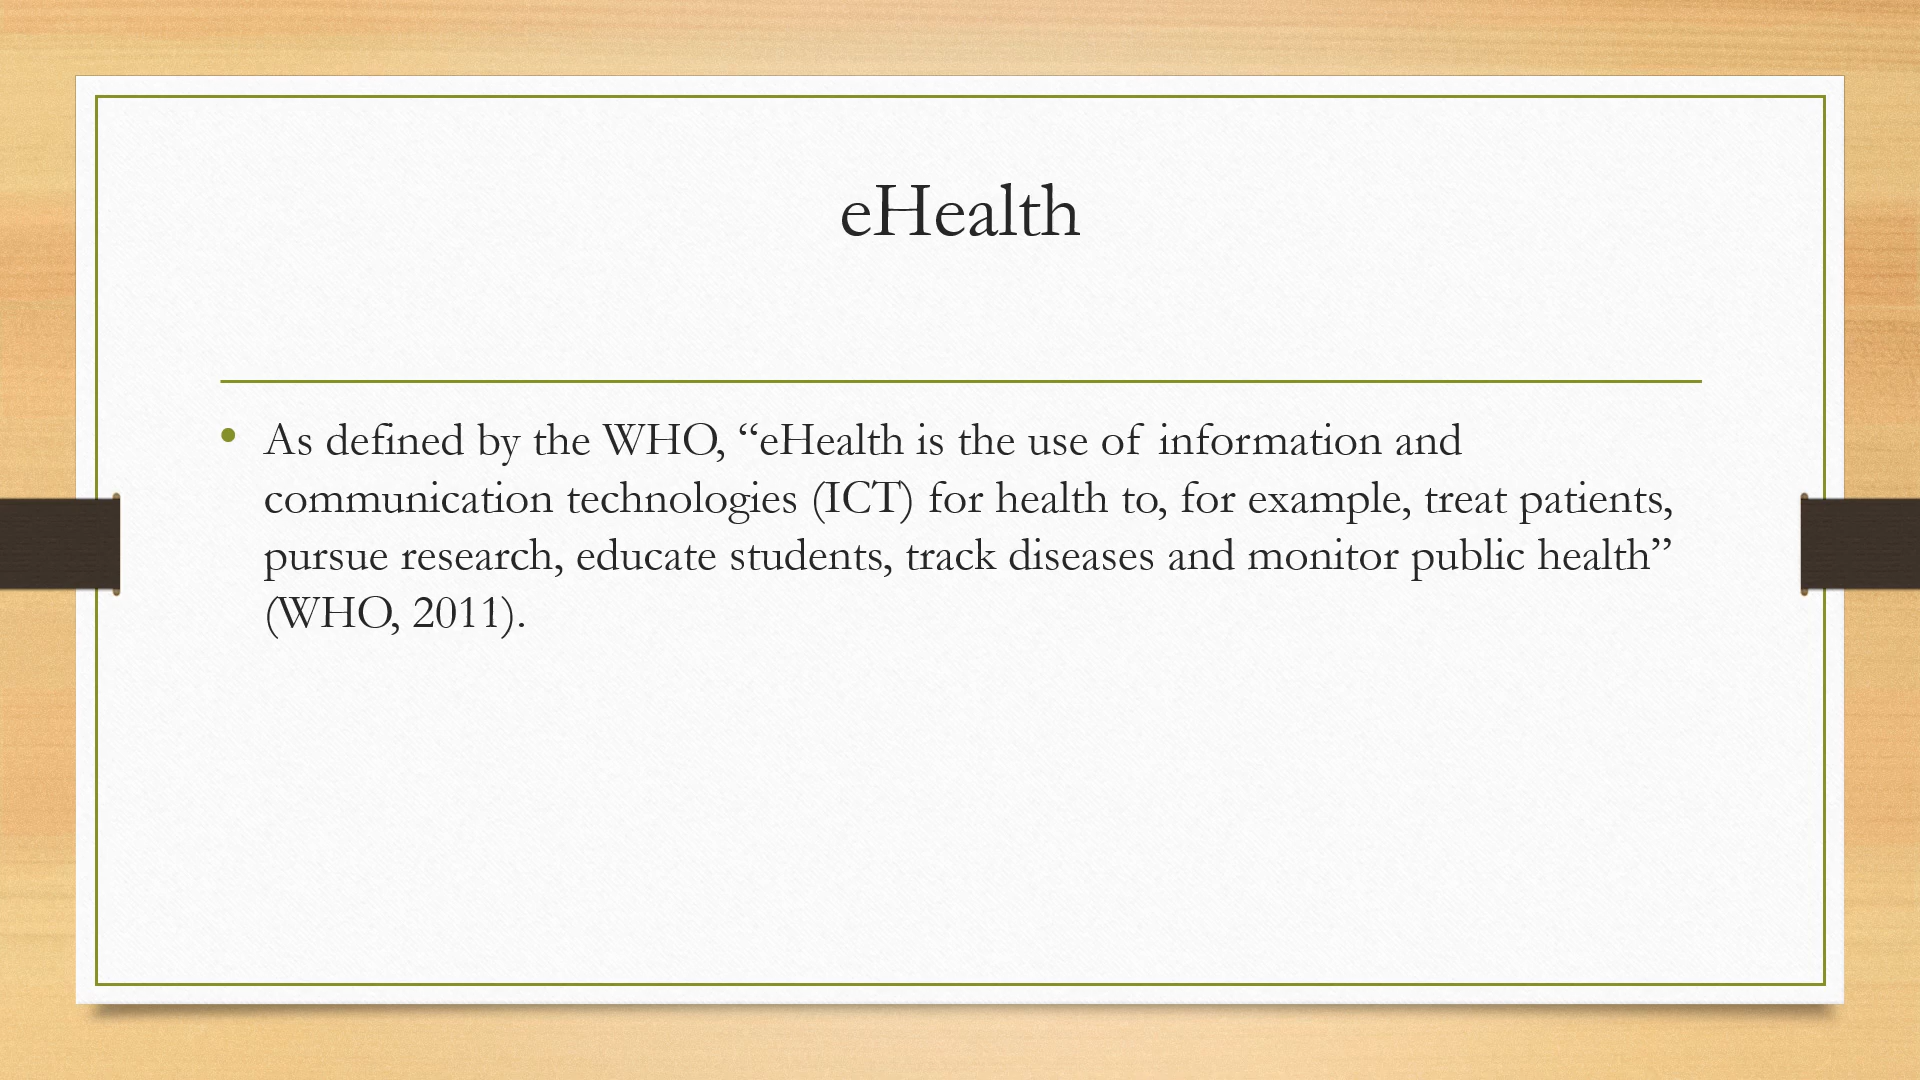 eHealth
• As defined by the WHO, “eHealth is the use of information and
communication technologies (ICT) for health to, for example, treat patients,
pursue research, educate students, track diseases and monitor public health”
(WHO, 2011).